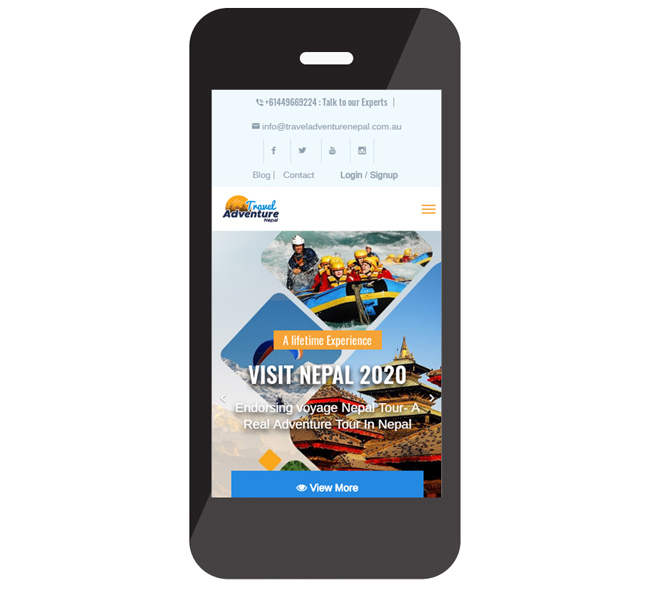 +61449669224 : Talk to our Experts |
info@traveladventurenepal.com.au
Blog | Contact Login / Signup
Travel
Adventure
Nepal
A lifetime Experience
VISIT NEPAL 2020
Endorsing voyage Nepal Tour- A
Real Adventure Tour In Nepal
View More